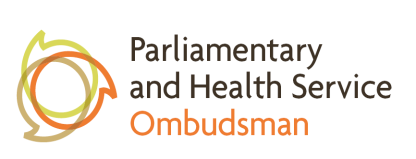 Parliamentary
and Health Service
Ombudsman